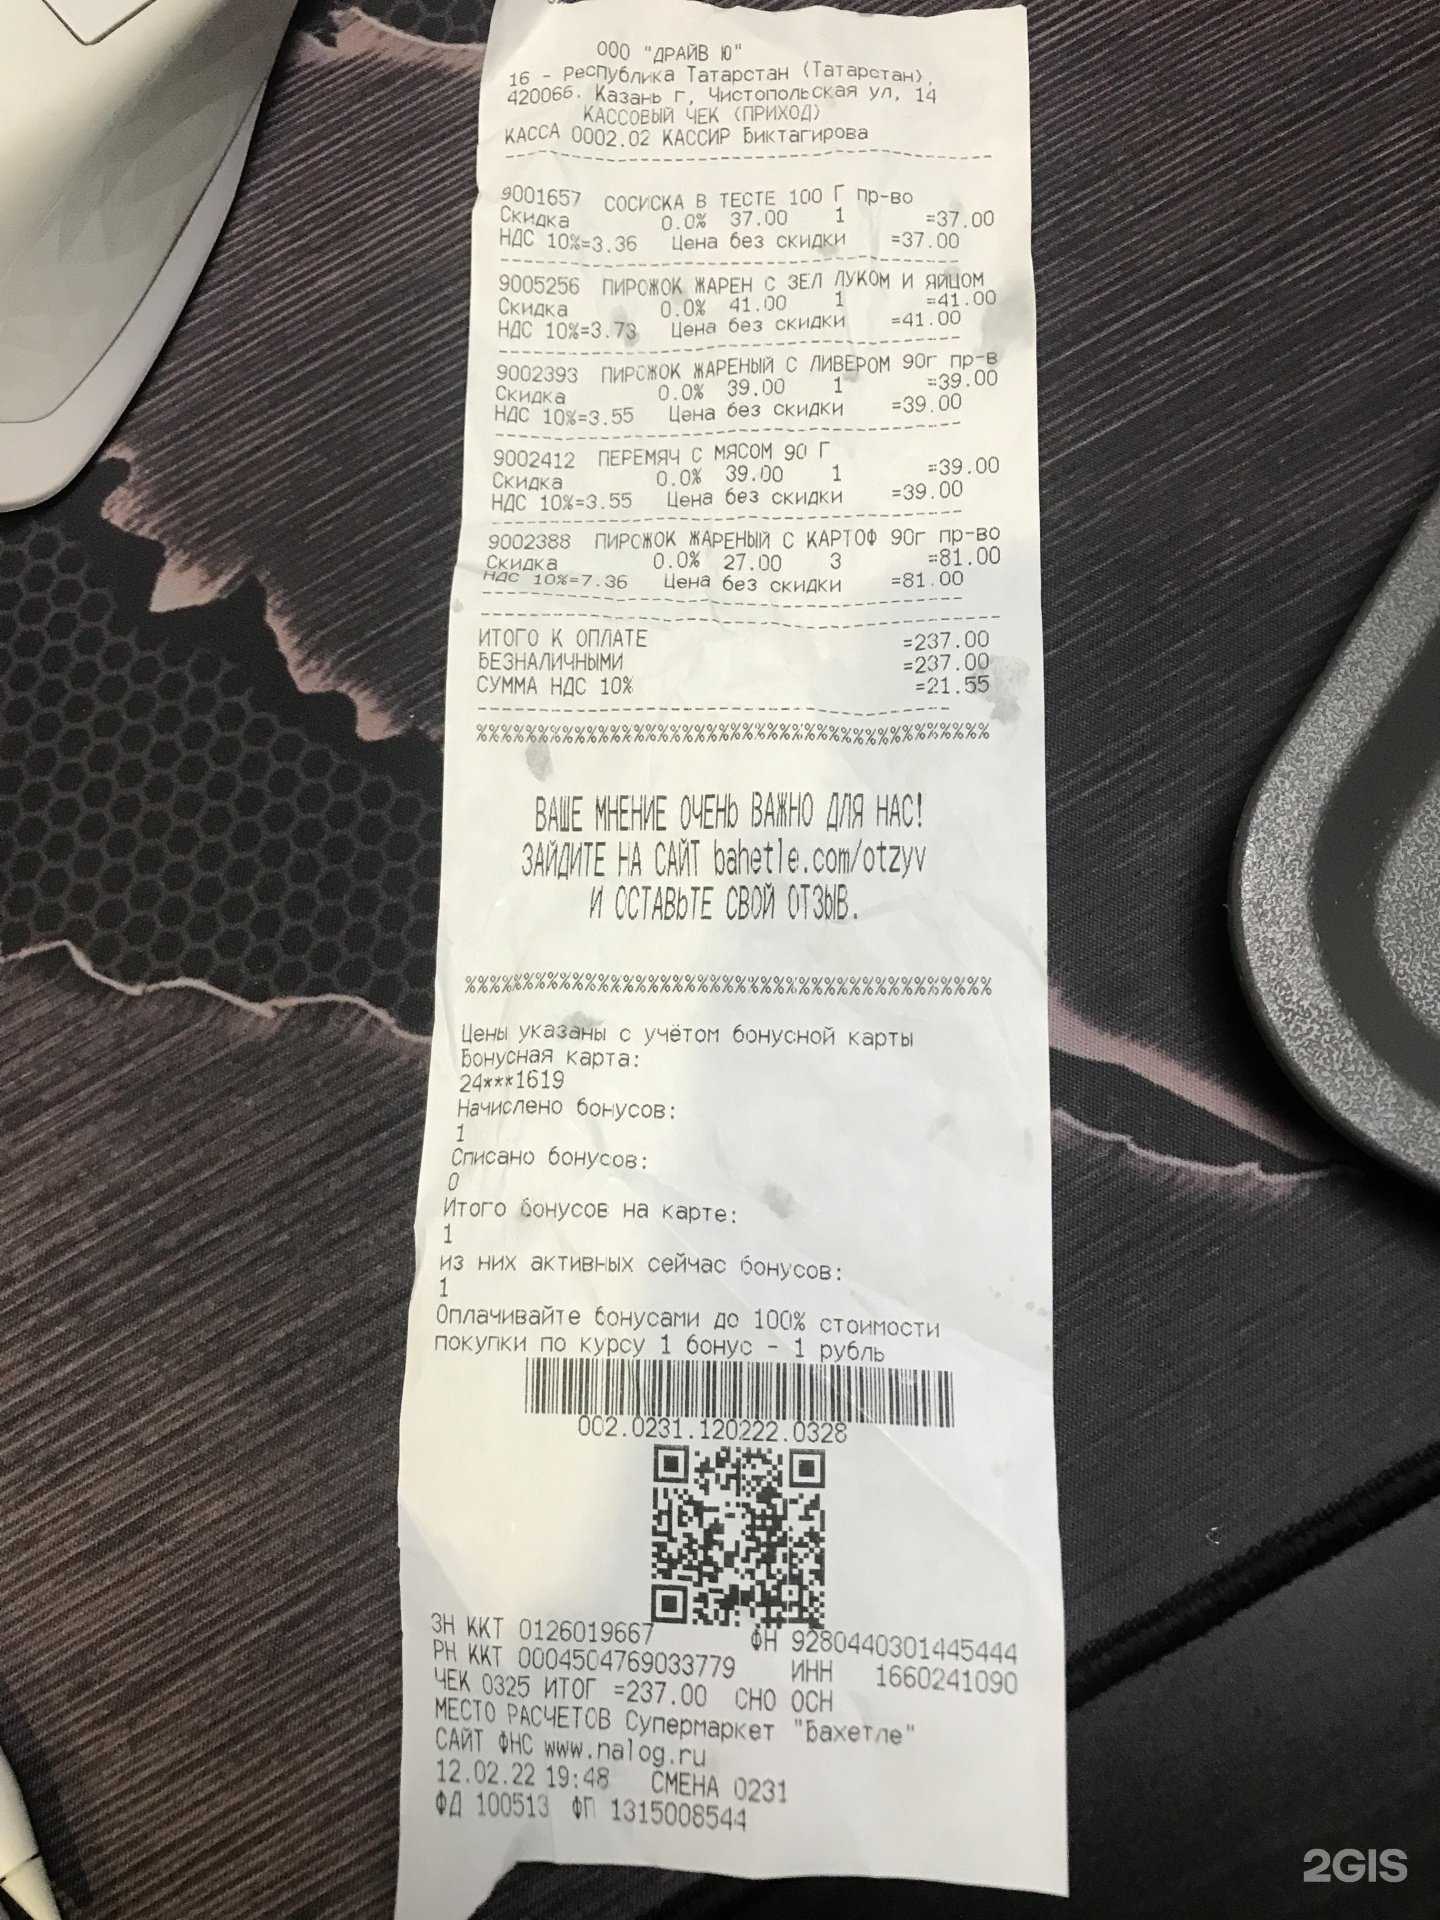 ООО "ДРАЙВ Ю"
16 - Республика Татарстан (Татарстан),
420066. Казань г, Чистопольская ул, 14
КАССОВЫЙ ЧЕК (ПРИХОД)
КАССА 0002.02 КАССИР Биктагирова
9001657 СОСИСКА В ТЕСТЕ 100 Г пр-во
Скидка 0.0% 37.00 1 =37.00
НДС 10%=3.36 Цена без скидки =37.00
9005256 ПИРОЖОК ЖАРЕН С ЗЕЛ ЛУКОМ И ЯЙЦОМ
Скидка 0.0% 41.00 1 =41.00
НДС 10%=3.73 Цена без скидки =41.00
9002393 ПИРОЖОК ЖАРЕНЫЙ С ЛИВЕРОМ 90г пр-в
Скидка 0.0% 39.00 1 =39.00
НДС 10%=3.55 Цена без скидки =39.00
9002412 ПЕРЕМЯЧ С МЯСОМ 90 Г
Скидка 0.0% 39.00 1 =39.00
НДС 10%=3.55 Цена без скидки =39.00
9002388 ПИРОЖОК ЖАРЕНЫЙ С КАРТОФ 90г пр-во
Скидка 0.0% 27.00 3 =81.00
НДС 10%=7.36 Цена без скидки =81.00
ИТОГО К ОПЛАТЕ =237.00
БЕЗНАЛИЧНЫМИ =237.00
СУММА НДС 10% =21.55
%%%%%%%%%%%%%%%%%%%%%%%%%%%%%%%%%%%%%%%%%%
ВАШЕ МНЕНИЕ ОЧЕНЬ ВАЖНО ДЛЯ НАС!
ЗАЙДИТЕ НА САЙТ bahetle.com/otzyv
И ОСТАВЬТЕ СВОЙ ОТЗЫВ.
%%%%%%%%%%%%%%%%%%%%%%%%%%%%%%%%%%%%%%%%%%
Цены указаны с учётом бонусной карты
Бонусная карта:
24***1619
Начислено бонусов:
1
Списано бонусов:
0
Итого бонусов на карте:
1
из них активных сейчас бонусов:
1
Оплачивайте бонусами до 100% стоимости
покупки по курсу 1 бонус - 1 рубль
002.0231.120222.0328
ЗН ККТ 0126019667 ФН 9280440301445444
РН ККТ 0004504769033779 ИНН 1660241090
ЧЕК 0325 ИТОГ =237.00 СНО ОСН
МЕСТО РАСЧЕТОВ Супермаркет "Бахетле"
САЙТ ФНС www.nalog.ru
12.02.22 19:48 СМЕНА 0231
ФД 100513 ФП 1315008544
2GIS